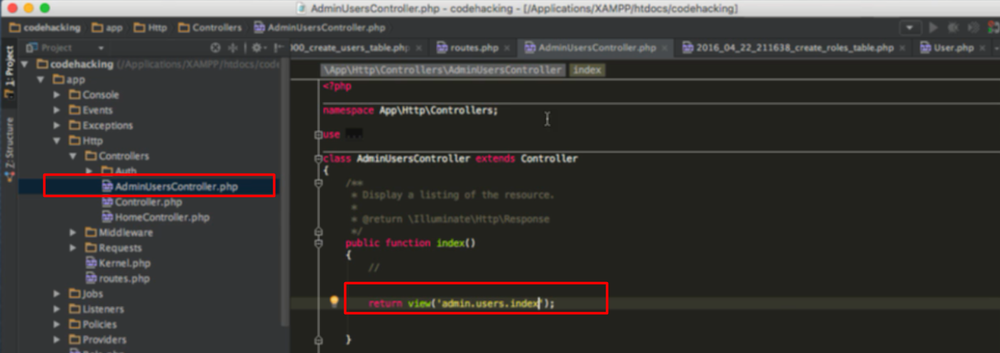 AdminUsersController.php - codehacking - [/Applications/XAMPP/htdocs/codehacking]
codehacking app Http Controllers AdminUsersController.php
1: Project
Z: Structure
Project
codehacking (/Applications/XAMPP/htdocs/code
app
Console
Events
Exceptions
Http
Controllers
Auth
AdminUsersController.php
Controller.php
HomeController.php
Middleware
Requests
Kernel.php
routes.php
Jobs
Listeners
Policies
Providers
000_create_users_table.php routes.php AdminUsersController.php 2016_04_22_211638_create_roles_table.php User.php
\App\Http\Controllers\AdminUsersController index
<?php
namespace App\Http\Controllers;
use ...
class AdminUsersController extends Controller
{
/**
* Display a listing of the resource.
*
* @return \Illuminate\Http\Response
*/
public function index()
{
//
return view('admin.users.index');
}